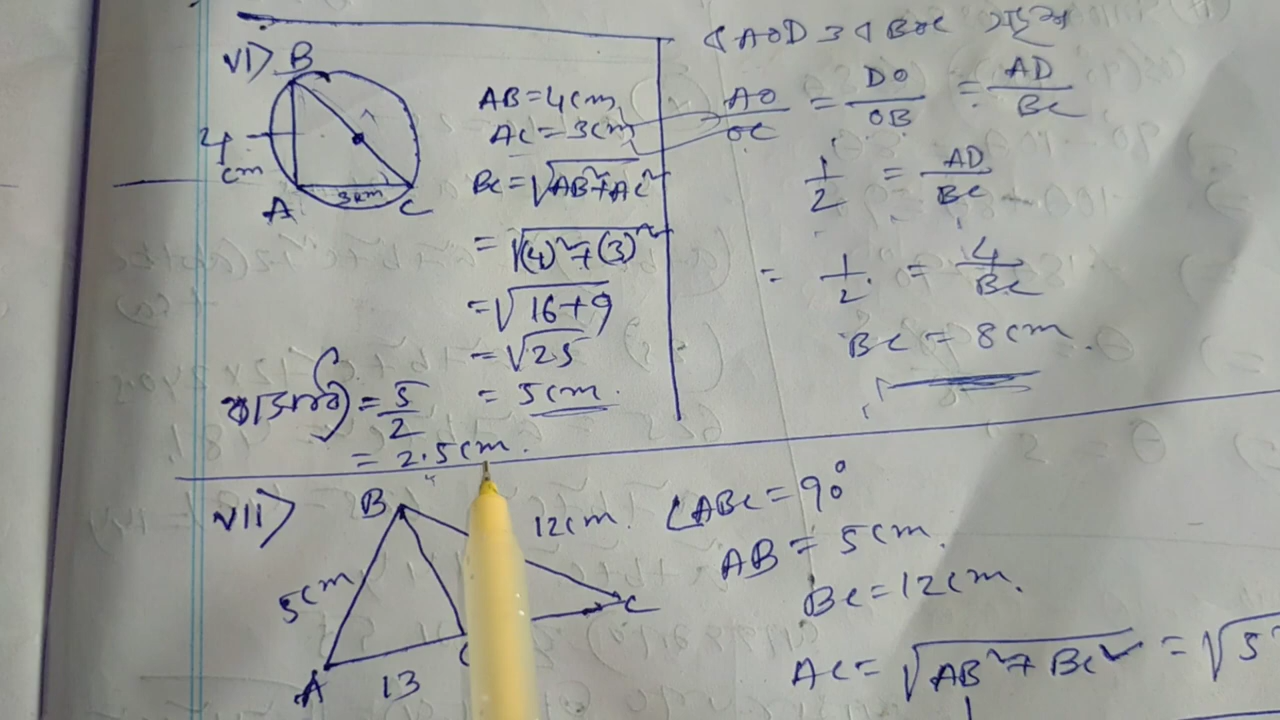 VI) B
4 cm
A 3cm C
AB = 4cm
AC = 3cm
BC = √AB²+AC²
= √(4)²+(3)²
= √16+9
= √25
= 5cm.
ব্যাসার্ধ = 5/2
= 2.5cm.
AO/OC = DO/OB = AD/BC
1/2 = AD/BC
= 1/2 = 4/BC
BC = 8cm.
VII) B
12cm.
5cm
A 13 C
∠ABC = 90°
AB = 5cm.
BC = 12cm.
AC = √AB²+BC² = √5²